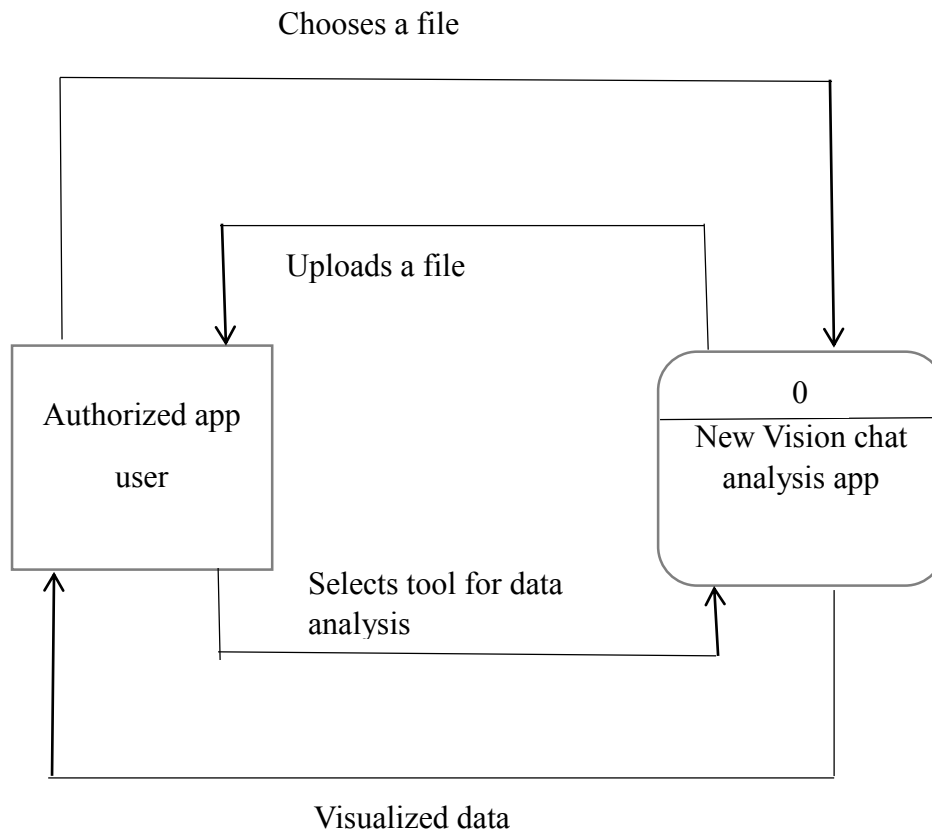 Chooses a file
Uploads a file
Authorized app
user
0
New Vision chat
analysis app
Selects tool for data
analysis
Visualized data